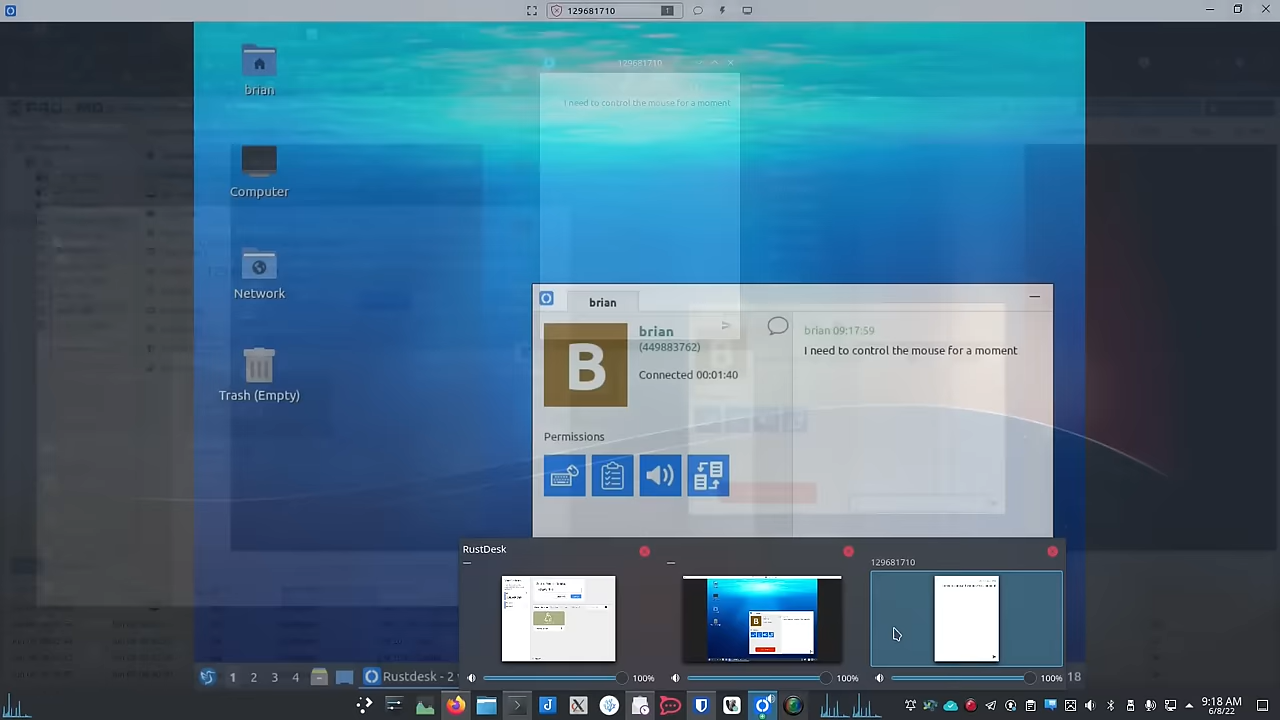 129681710
1
129681710
I need to control the mouse for a moment
brian
Computer
Network
Trash (Empty)
brian
brian
(449883762)
Connected 00:01:40
brian 09:17:59
I need to control the mouse for a moment
B
Permissions
RustDesk
129681710
100%
100%
100%
1 2 3 4
Rustdesk - 2
18
9:18 AM
6/8/22